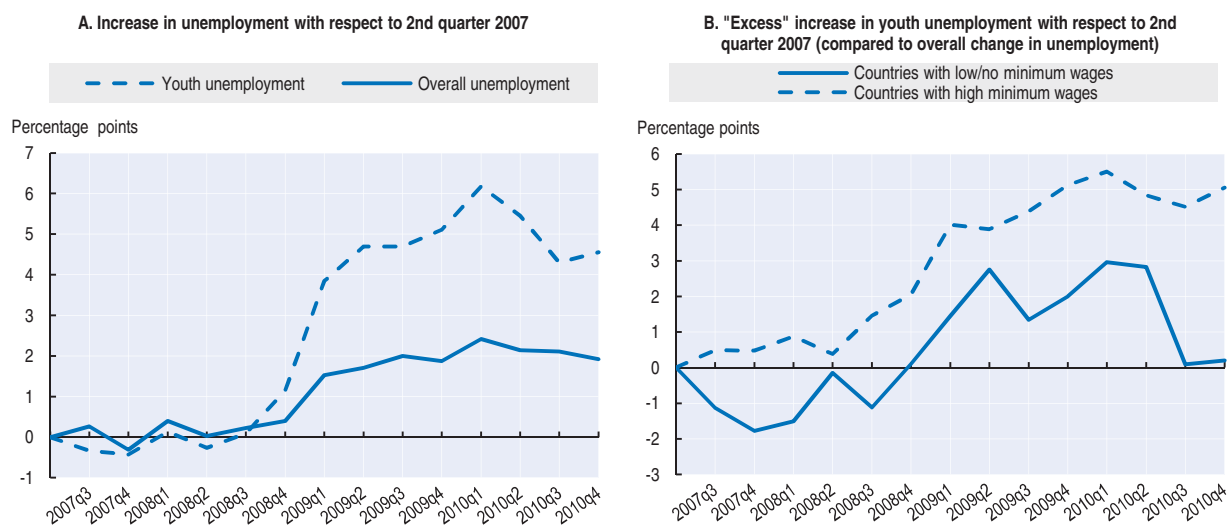 A. Increase in unemployment with respect to 2nd quarter 2007
Youth unemployment
Overall unemployment
Percentage points
7
6
5
4
3
2
1
0
-1
2007q3
2007q4
2008q1
2008q2
2008q3
2008q4
2009q1
2009q2
2009q3
2009q4
2010q1
2010q2
2010q3
2010q4
B. "Excess" increase in youth unemployment with respect to 2nd
quarter 2007 (compared to overall change in unemployment)
Countries with low/no minimum wages
Countries with high minimum wages
Percentage points
6
5
4
3
2
1
0
-1
-2
-3
2007q3
2007q4
2008q1
2008q2
2008q3
2008q4
2009q1
2009q2
2009q3
2009q4
2010q1
2010q2
2010q3
2010q4